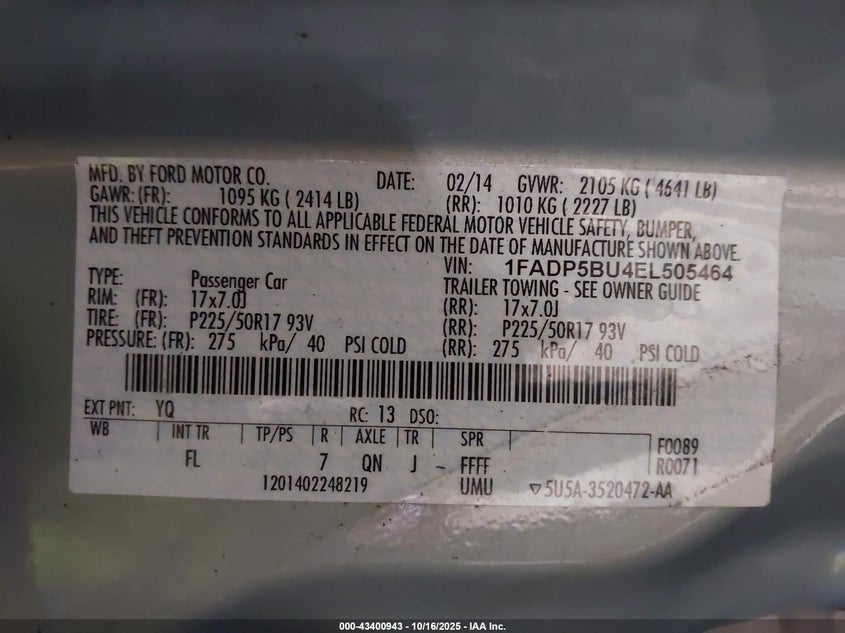 MFD. BY FORD MOTOR CO. DATE: 02/14 GVWR: 2105 KG ( 4641 LB)
GAWR: (FR): 1095 KG ( 2414 LB) (RR): 1010 KG ( 2227 LB)
THIS VEHICLE CONFORMS TO ALL APPLICABLE FEDERAL MOTOR VEHICLE SAFETY, BUMPER,
AND THEFT PREVENTION STANDARDS IN EFFECT ON THE DATE OF MANUFACTURE SHOWN ABOVE.
VIN: 1FADP5BU4EL505464
TYPE: Passenger Car TRAILER TOWING - SEE OWNER GUIDE
RIM: (FR): 17x7.0J (RR): 17x7.0J
TIRE: (FR): P225/50R17 93V (RR): P225/50R17 93V
PRESSURE: (FR): 275 kPa/ 40 PSI COLD (RR): 275 kPa/ 40 PSI COLD
EXT PNT: YQ RC: 13 DSO:
WB INT TR TP/PS R AXLE TR SPR F0089
FL 7 QN J ~ FFFF R0071
1201402248219 UMU ▽5U5A-3520472-AA
000-43400943 - 10/16/2025 - IAA Inc.